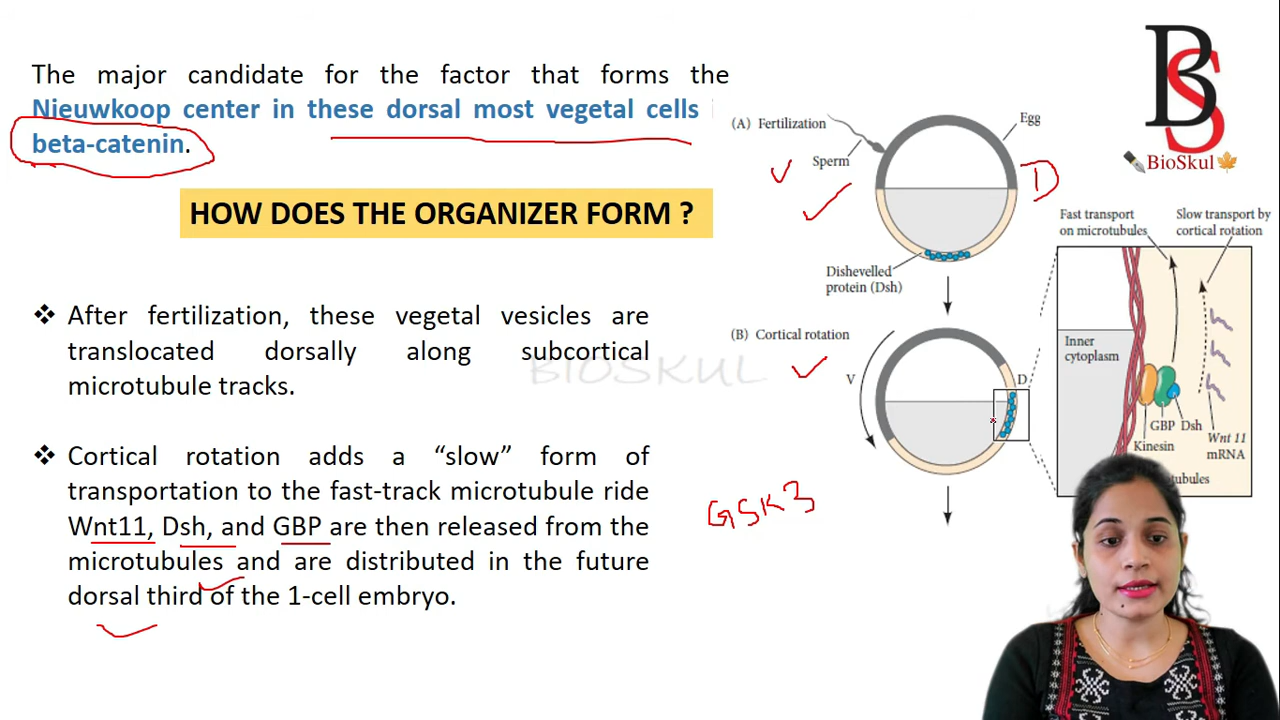 The major candidate for the factor that forms the
Nieuwkoop center in these dorsal most vegetal cells
beta-catenin.
HOW DOES THE ORGANIZER FORM ?
❖ After fertilization, these vegetal vesicles are
translocated dorsally along subcortical
microtubule tracks.
❖ Cortical rotation adds a “slow” form of
transportation to the fast-track microtubule ride
Wnt11, Dsh, and GBP are then released from the
microtubules and are distributed in the future
dorsal third of the 1-cell embryo.
BIOSKUL
(A) Fertilization
Sperm
Egg
D
Dishevelled
protein (Dsh)
(B) Cortical rotation
V
D
GSK3
BS
BioSkul
Fast transport
on microtubules
Slow transport by
cortical rotation
Inner
cytoplasm
GBP Dsh
Kinesin
Wnt 11
mRNA